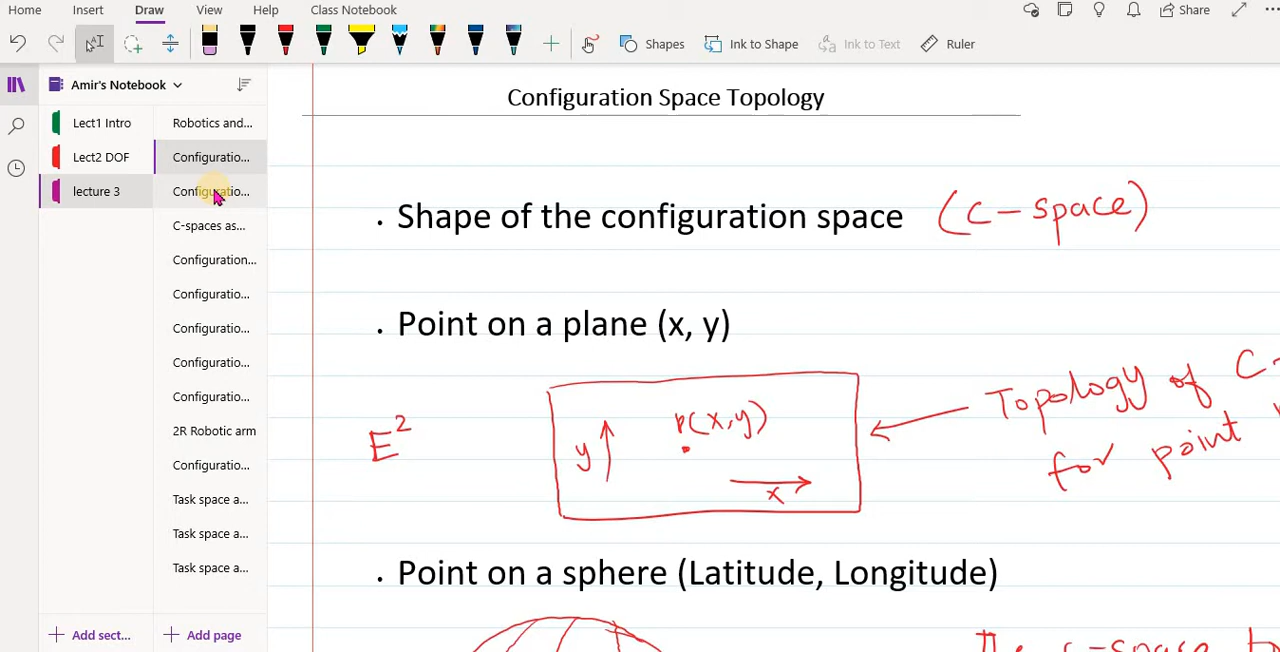 Home Insert Draw View Help Class Notebook Share
Shapes Ink to Shape Ink to Text Ruler
Amir's Notebook
Lect1 Intro
Lect2 DOF
lecture 3
Robotics and...
Configuratio...
Configuratio...
C-spaces as...
Configuration...
Configuratio...
Configuratio...
Configuratio...
Configuratio...
2R Robotic arm
Configuratio...
Task space a...
Task space a...
Task space a...
Add sect...
Add page
Configuration Space Topology
. Shape of the configuration space (C-space)
. Point on a plane (x, y)
E²
y
P(x,y)
x
Topology of C-
for point
. Point on a sphere (Latitude, Longitude)
The c-space